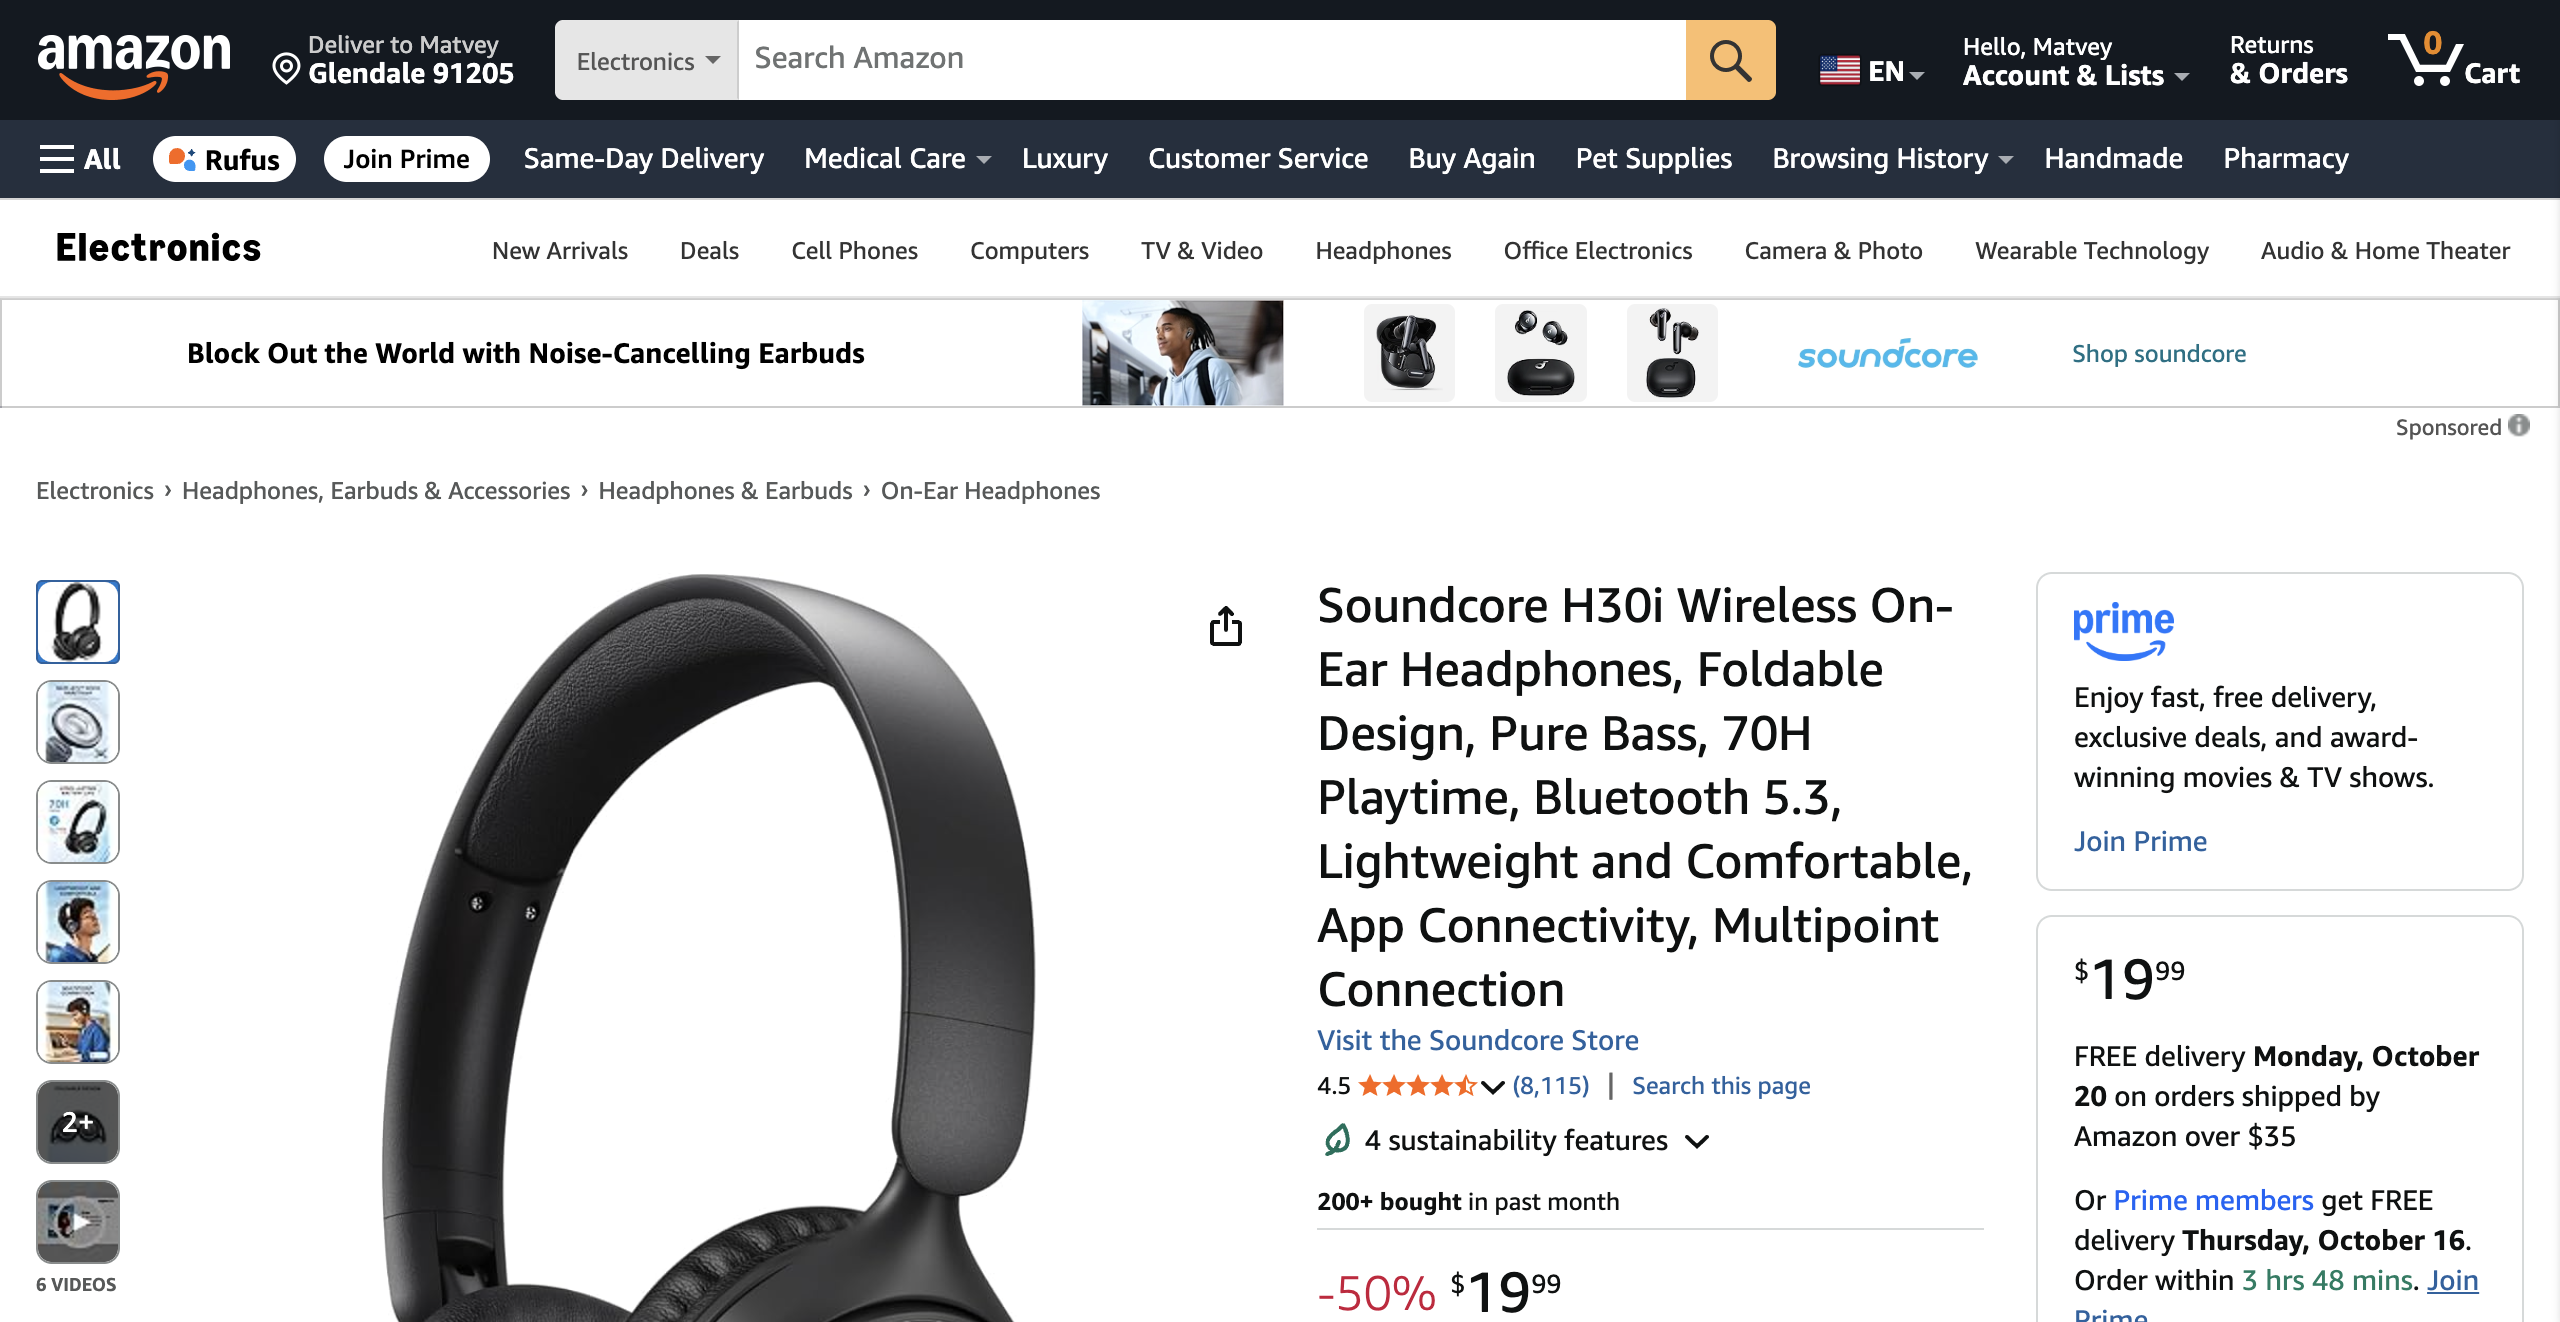 amazon
Deliver to Matvey
Glendale 91205
Electronics
Search Amazon
EN
Hello, Matvey
Account & Lists
Returns
& Orders
0
Cart
All
Rufus
Join Prime
Same-Day Delivery
Medical Care
Luxury
Customer Service
Buy Again
Pet Supplies
Browsing History
Handmade
Pharmacy
Electronics
New Arrivals
Deals
Cell Phones
Computers
TV & Video
Headphones
Office Electronics
Camera & Photo
Wearable Technology
Audio & Home Theater
Block Out the World with Noise-Cancelling Earbuds
soundcore
Shop soundcore
Sponsored
Electronics › Headphones, Earbuds & Accessories › Headphones & Earbuds › On-Ear Headphones
70H
2+
6 VIDEOS
Soundcore H30i Wireless On-
Ear Headphones, Foldable
Design, Pure Bass, 70H
Playtime, Bluetooth 5.3,
Lightweight and Comfortable,
App Connectivity, Multipoint
Connection
Visit the Soundcore Store
4.5 (8,115) | Search this page
4 sustainability features
200+ bought in past month
-50% $1999
prime
Enjoy fast, free delivery,
exclusive deals, and award-
winning movies & TV shows.
Join Prime
$1999
FREE delivery Monday, October
20 on orders shipped by
Amazon over $35
Or Prime members get FREE
delivery Thursday, October 16.
Order within 3 hrs 48 mins. Join
Prime